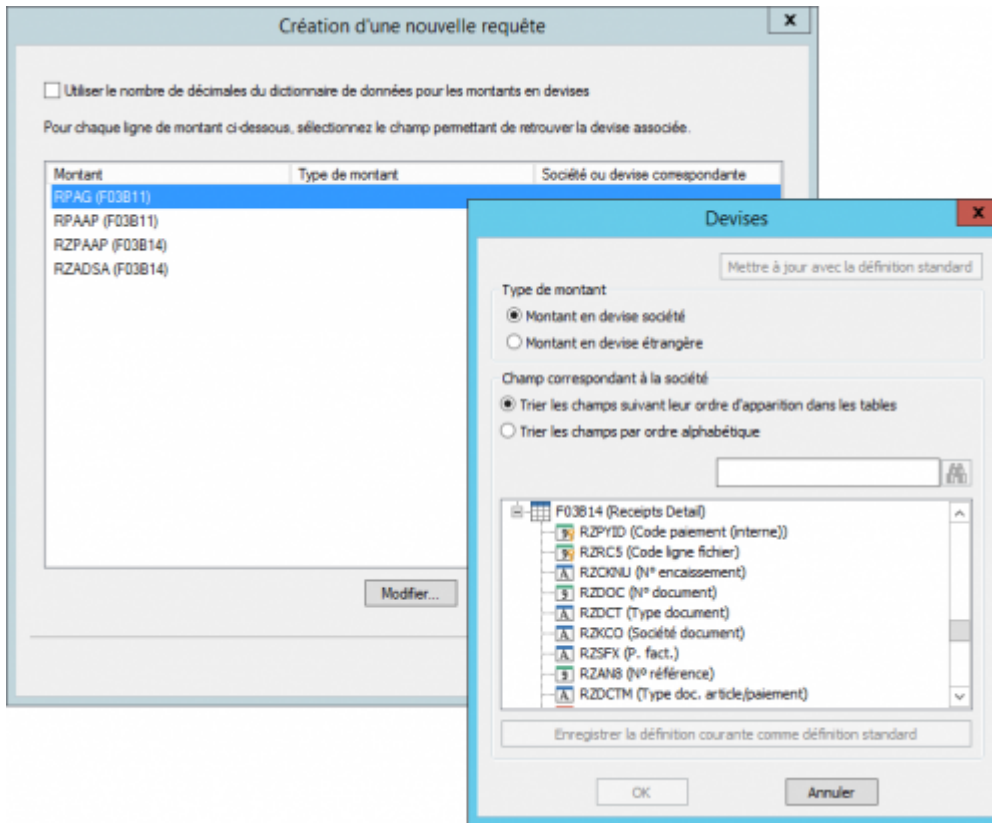 Création d'une nouvelle requête
x
Utiliser le nombre de décimales du dictionnaire de données pour les montants en devises
Pour chaque ligne de montant ci-dessous, sélectionnez le champ permettant de retrouver la devise associée.
Montant Type de montant Société ou devise correspondante
RPAG (F03B11)
RPAAP (F03B11)
RZPAAP (F03B14)
RZADSA (F03B14)
Modifier...
Devises
x
Mettre à jour avec la définition standard
Type de montant
Montant en devise société
Montant en devise étrangère
Champ correspondant à la société
Trier les champs suivant leur ordre d'apparition dans les tables
Trier les champs par ordre alphabétique
F03B14 (Receipts Detail)
9 RZPYID (Code paiement (interne))
9 RZRC5 (Code ligne fichier)
A RZCKNU (N° encaissement)
9 RZDOC (N° document)
A RZDCT (Type document)
A RZKCO (Société document)
A RZSFX (P. fact.)
9 RZAN8 (Nº référence)
A RZDCTM (Type doc. article/paiement)
Enregistrer la définition courante comme définition standard
OK Annuler